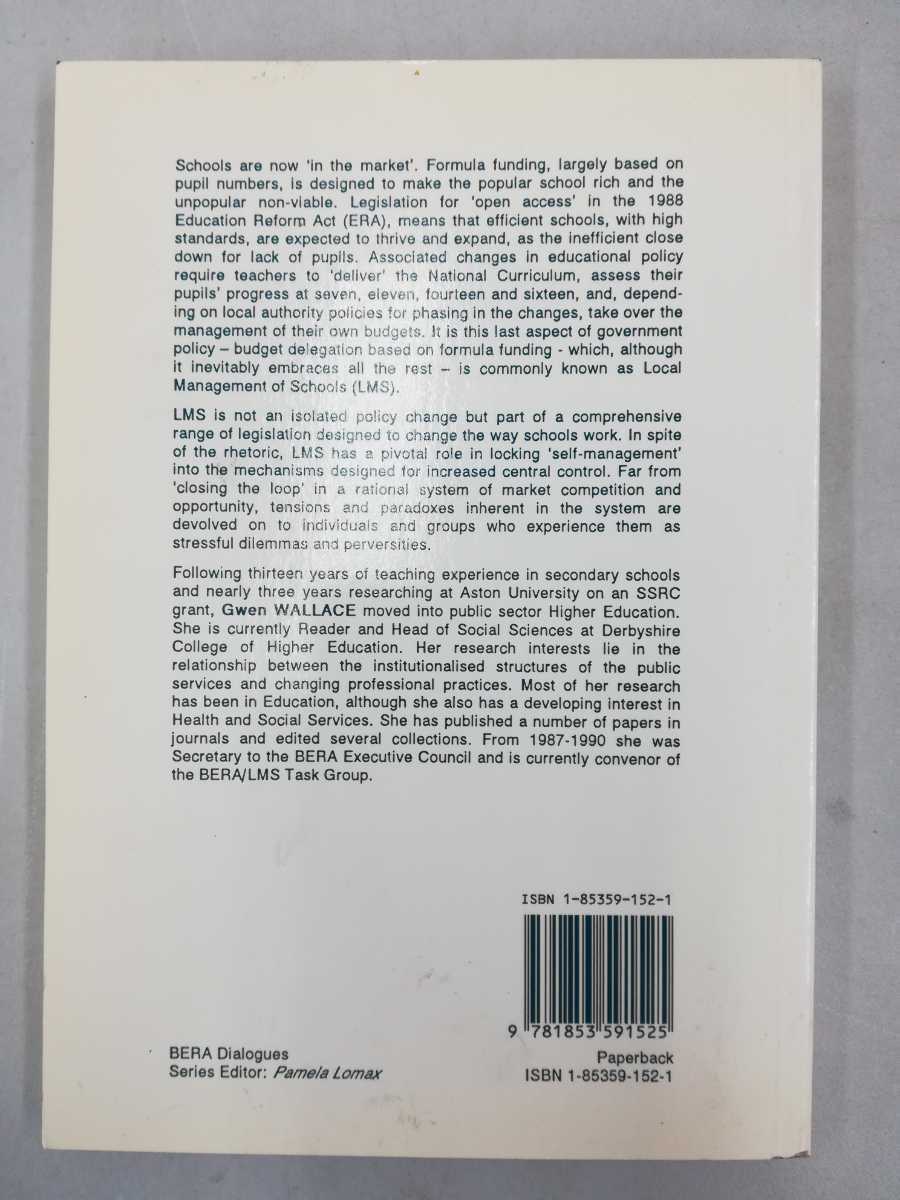 Schools are now 'in the market'. Formula funding, largely based on
pupil numbers, is designed to make the popular school rich and the
unpopular non-viable. Legislation for 'open access' in the 1988
Education Reform Act (ERA), means that efficient schools, with high
standards, are expected to thrive and expand, as the inefficient close
down for lack of pupils. Associated changes in educational policy
require teachers to 'deliver' the National Curriculum, assess their
pupils' progress at seven, eleven, fourteen and sixteen, and, depend-
ing on local authority policies for phasing in the changes, take over the
management of their own budgets. It is this last aspect of government
policy – budget delegation based on formula funding - which, although
it inevitably embraces all the rest – is commonly known as Local
Management of Schools (LMS).
LMS is not an isolated policy change but part of a comprehensive
range of legislation designed to change the way schools work. In spite
of the rhetoric, LMS has a pivotal role in locking 'self-management'
into the mechanisms designed for increased central control. Far from
'closing the loop' in a rational system of market competition and
opportunity, tensions and paradoxes inherent in the system are
devolved on to individuals and groups who experience them as
stressful dilemmas and perversities.
Following thirteen years of teaching experience in secondary schools
and nearly three years researching at Aston University on an SSRC
grant, Gwen WALLACE moved into public sector Higher Education.
She is currently Reader and Head of Social Sciences at Derbyshire
College of Higher Education. Her research interests lie in the
relationship between the institutionalised structures of the public
services and changing professional practices. Most of her research
has been in Education, although she also has a developing interest in
Health and Social Services. She has published a number of papers in
journals and edited several collections. From 1987-1990 she was
Secretary to the BERA Executive Council and is currently convenor of
the BERA/LMS Task Group.
ISBN 1-85359-152-1
9 781853 591525
BERA Dialogues
Series Editor: Pamela Lomax
Paperback
ISBN 1-85359-152-1